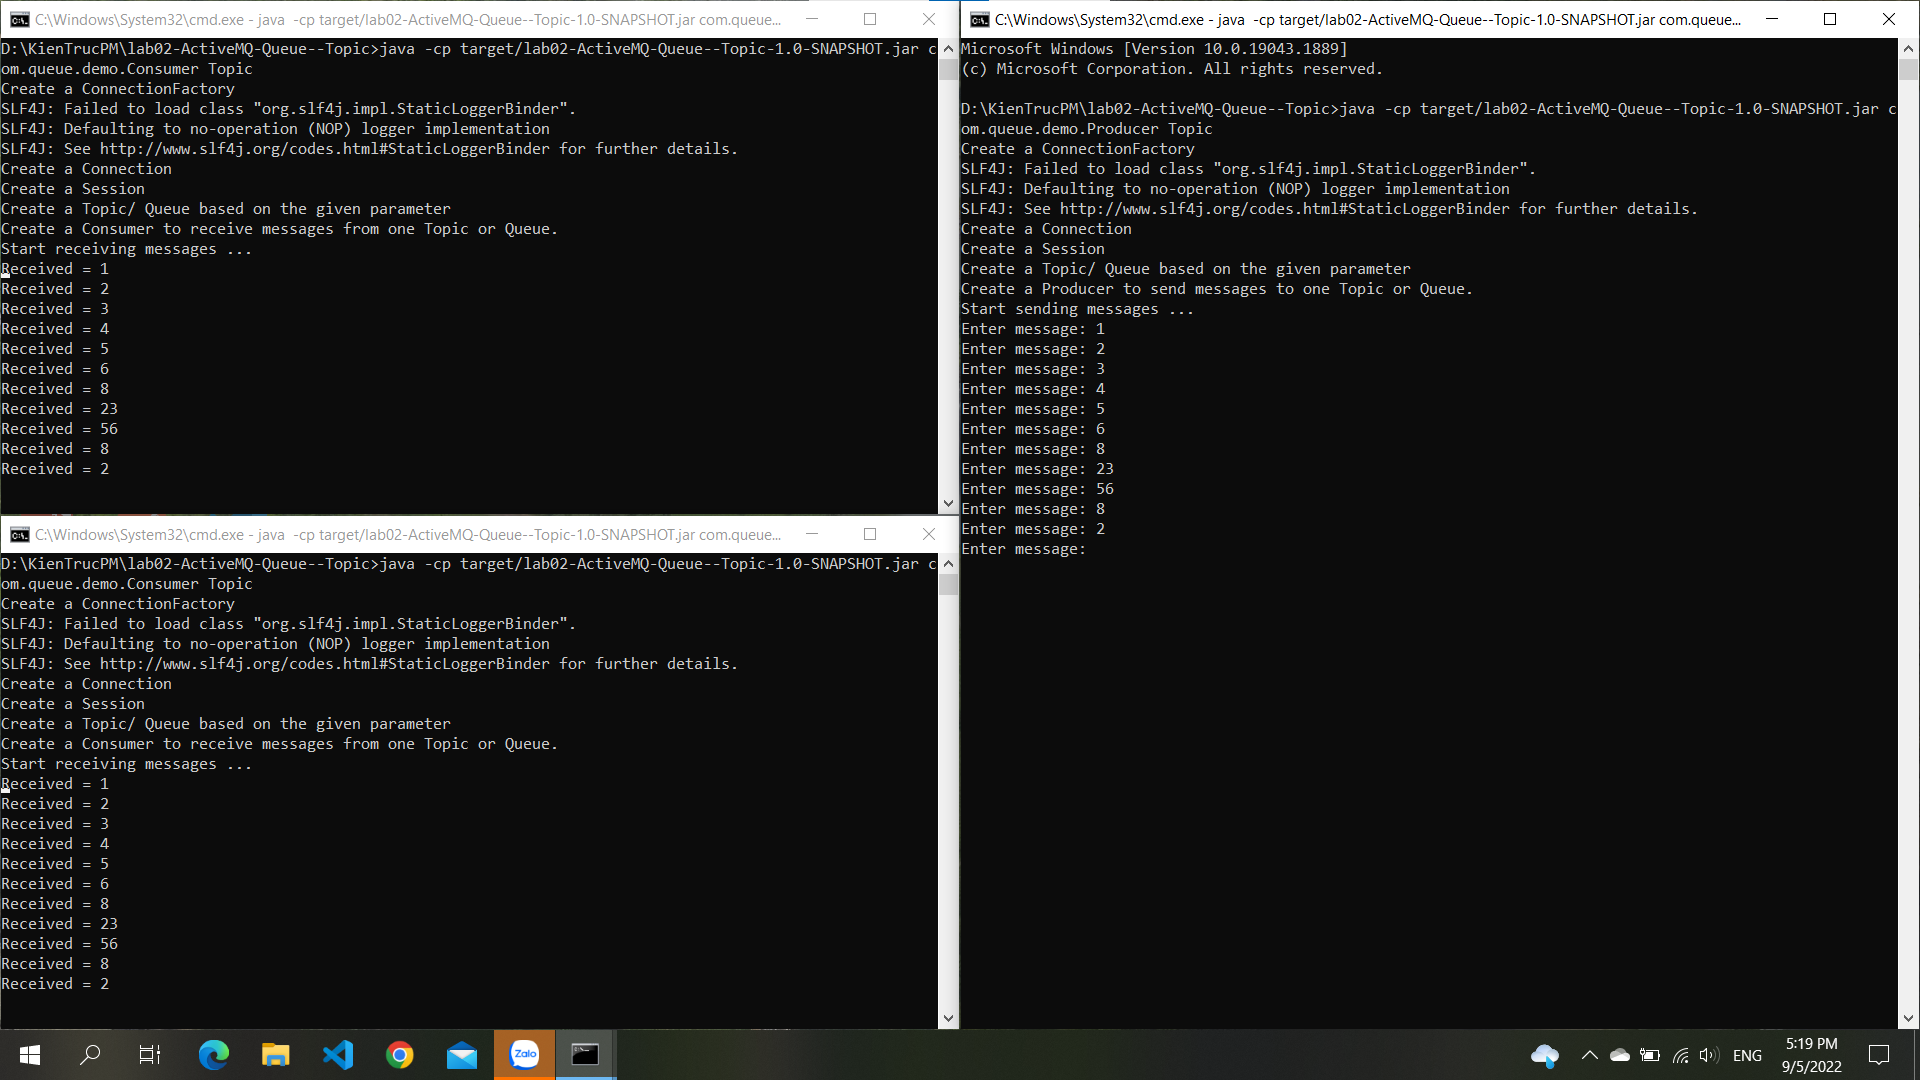 C:\Windows\System32\cmd.exe - java  -cp target/lab02-ActiveMQ-Queue--Topic-1.0-SNAPSHOT.jar com.queue...
D:\KienTrucPM\lab02-ActiveMQ-Queue--Topic>java -cp target/lab02-ActiveMQ-Queue--Topic-1.0-SNAPSHOT.jar c
om.queue.demo.Consumer Topic
Create a ConnectionFactory
SLF4J: Failed to load class "org.slf4j.impl.StaticLoggerBinder".
SLF4J: Defaulting to no-operation (NOP) logger implementation
SLF4J: See http://www.slf4j.org/codes.html#StaticLoggerBinder for further details.
Create a Connection
Create a Session
Create a Topic/ Queue based on the given parameter
Create a Consumer to receive messages from one Topic or Queue.
Start receiving messages ...
Received = 1
Received = 2
Received = 3
Received = 4
Received = 5
Received = 6
Received = 8
Received = 23
Received = 56
Received = 8
Received = 2
C:\Windows\System32\cmd.exe - java  -cp target/lab02-ActiveMQ-Queue--Topic-1.0-SNAPSHOT.jar com.queue...
D:\KienTrucPM\lab02-ActiveMQ-Queue--Topic>java -cp target/lab02-ActiveMQ-Queue--Topic-1.0-SNAPSHOT.jar c
om.queue.demo.Consumer Topic
Create a ConnectionFactory
SLF4J: Failed to load class "org.slf4j.impl.StaticLoggerBinder".
SLF4J: Defaulting to no-operation (NOP) logger implementation
SLF4J: See http://www.slf4j.org/codes.html#StaticLoggerBinder for further details.
Create a Connection
Create a Session
Create a Topic/ Queue based on the given parameter
Create a Consumer to receive messages from one Topic or Queue.
Start receiving messages ...
Received = 1
Received = 2
Received = 3
Received = 4
Received = 5
Received = 6
Received = 8
Received = 23
Received = 56
Received = 8
Received = 2
C:\Windows\System32\cmd.exe - java  -cp target/lab02-ActiveMQ-Queue--Topic-1.0-SNAPSHOT.jar com.queue...
Microsoft Windows [Version 10.0.19043.1889]
(c) Microsoft Corporation. All rights reserved.
D:\KienTrucPM\lab02-ActiveMQ-Queue--Topic>java -cp target/lab02-ActiveMQ-Queue--Topic-1.0-SNAPSHOT.jar c
om.queue.demo.Producer Topic
Create a ConnectionFactory
SLF4J: Failed to load class "org.slf4j.impl.StaticLoggerBinder".
SLF4J: Defaulting to no-operation (NOP) logger implementation
SLF4J: See http://www.slf4j.org/codes.html#StaticLoggerBinder for further details.
Create a Connection
Create a Session
Create a Topic/ Queue based on the given parameter
Create a Producer to send messages to one Topic or Queue.
Start sending messages ...
Enter message: 1
Enter message: 2
Enter message: 3
Enter message: 4
Enter message: 5
Enter message: 6
Enter message: 8
Enter message: 23
Enter message: 56
Enter message: 8
Enter message: 2
Enter message:
Zalo
ENG
5:19 PM
9/5/2022